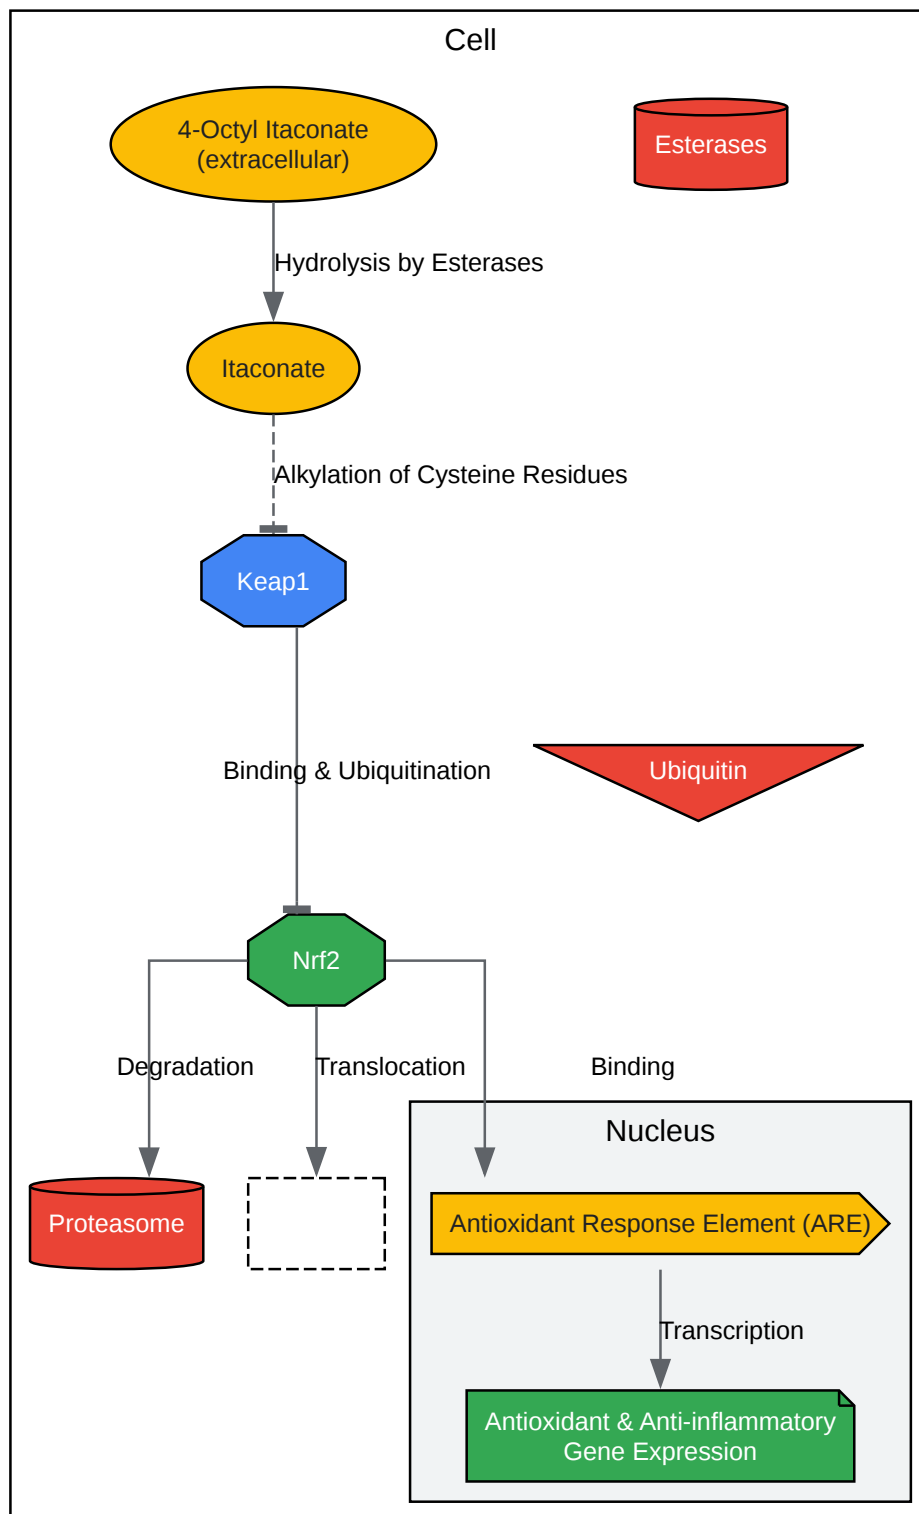 Cell
4-Octyl Itaconate
(extracellular)
Esterases
Hydrolysis by Esterases
Itaconate
Alkylation of Cysteine Residues
Keap1
Binding & Ubiquitination
Ubiquitin
Nrf2
Degradation
Translocation
Binding
Nucleus
Proteasome
Antioxidant Response Element (ARE)
Transcription
Antioxidant & Anti-inflammatory
Gene Expression